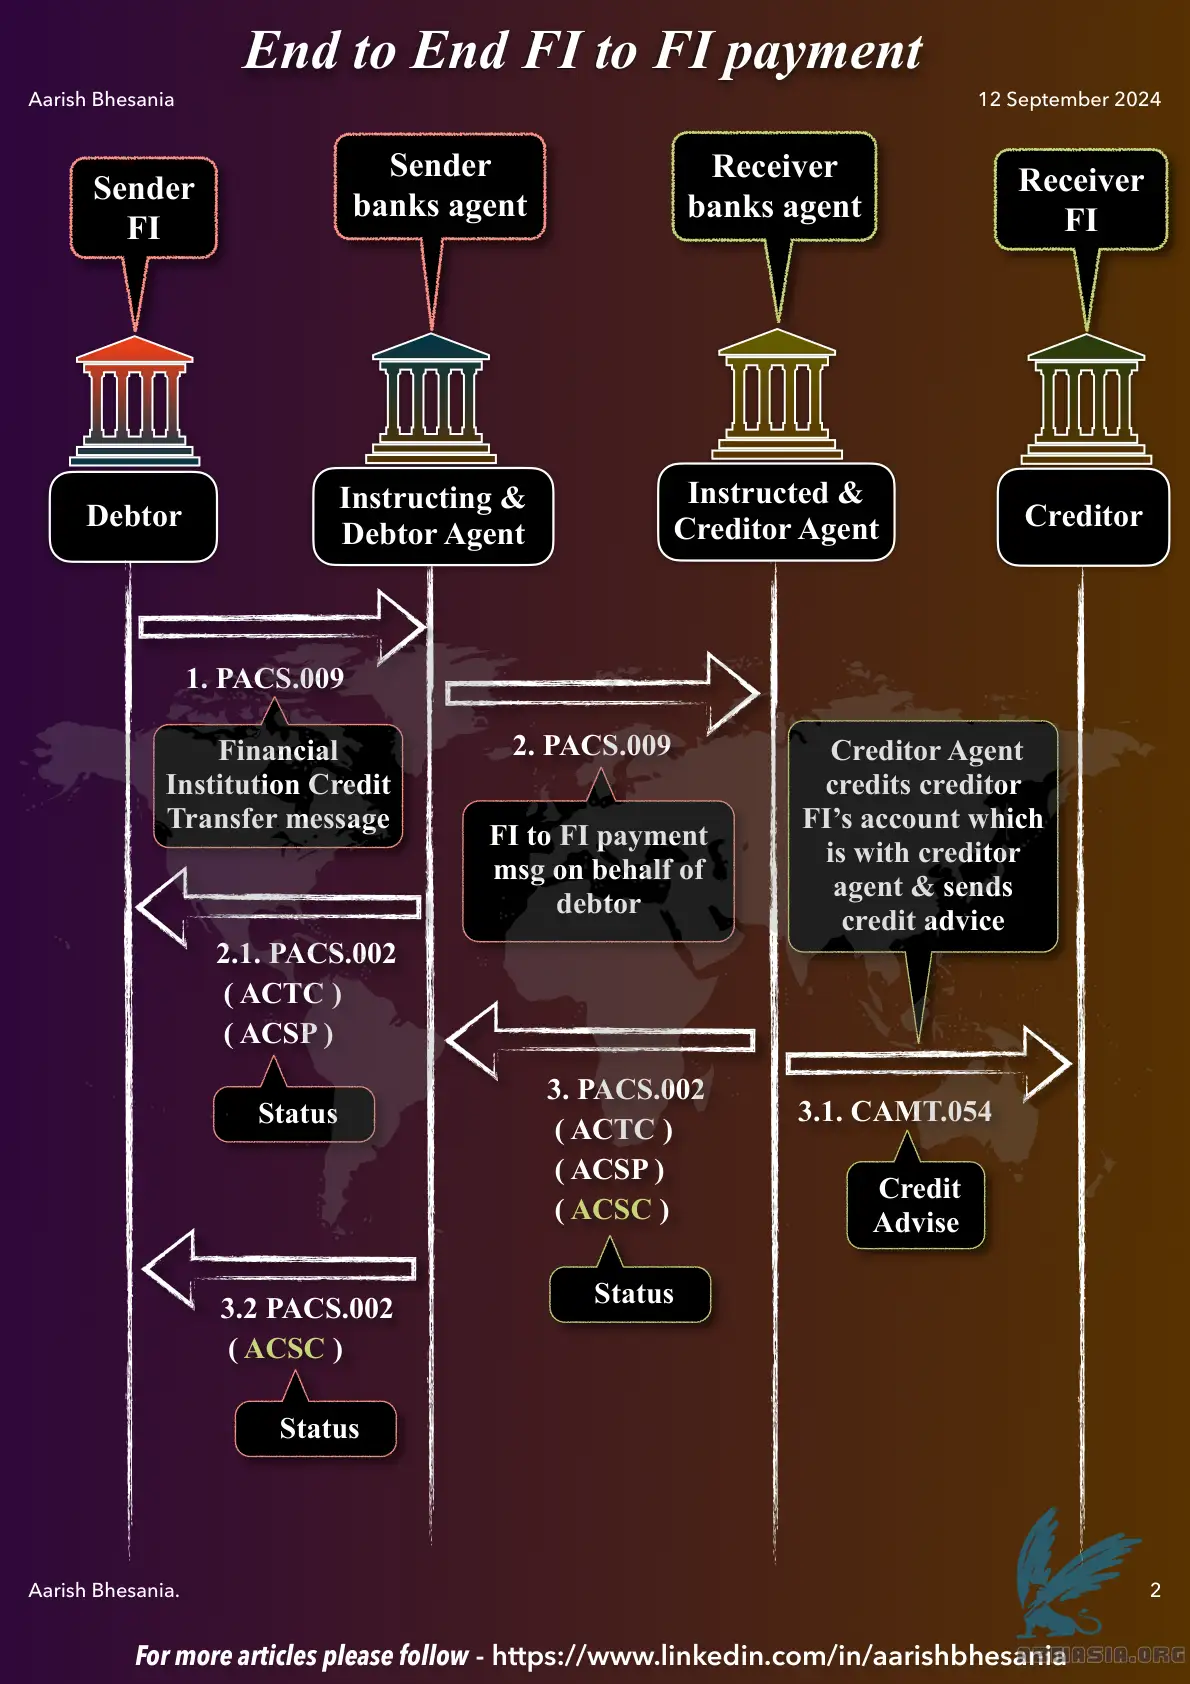 End to End FI to FI payment
Aarish Bhesania
12 September 2024
Sender
FI
Sender
banks agent
Receiver
banks agent
Receiver
FI
Debtor
Instructing &
Debtor Agent
Instructed &
Creditor Agent
Creditor
1. PACS.009
Financial
Institution Credit
Transfer message
2. PACS.009
FI to FI payment
msg on behalf of
debtor
Creditor Agent
credits creditor
FI’s account which
is with creditor
agent & sends
credit advice
2.1. PACS.002
( ACTC )
( ACSP )
Status
3. PACS.002
( ACTC )
( ACSP )
( ACSC )
Status
3.1. CAMT.054
Credit
Advise
3.2 PACS.002
( ACSC )
Status
Aarish Bhesania.
2
For more articles please follow - https://www.linkedin.com/in/aarishbhesania